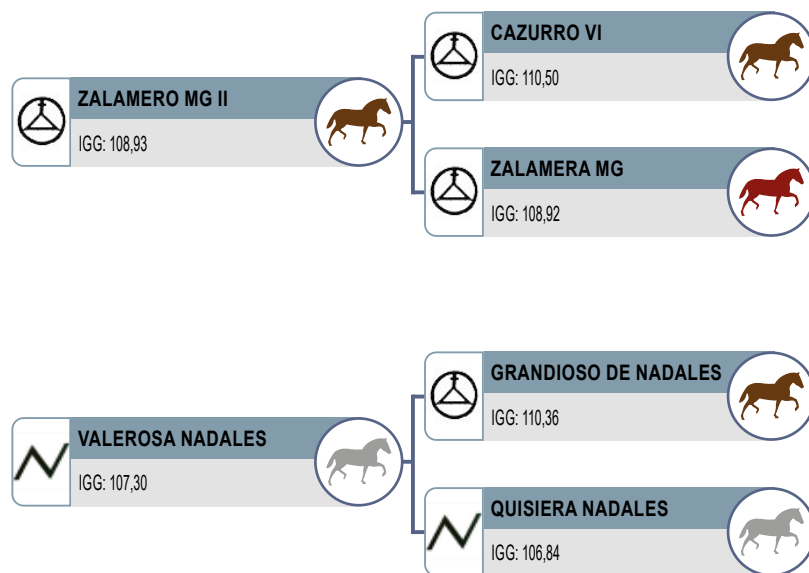 ZALAMERO MG II
IGG: 108,93
CAZURRO VI
IGG: 110,50
ZALAMERA MG
IGG: 108,92
VALEROSA NADALES
IGG: 107,30
GRANDIOSO DE NADALES
IGG: 110,36
QUISIERA NADALES
IGG: 106,84